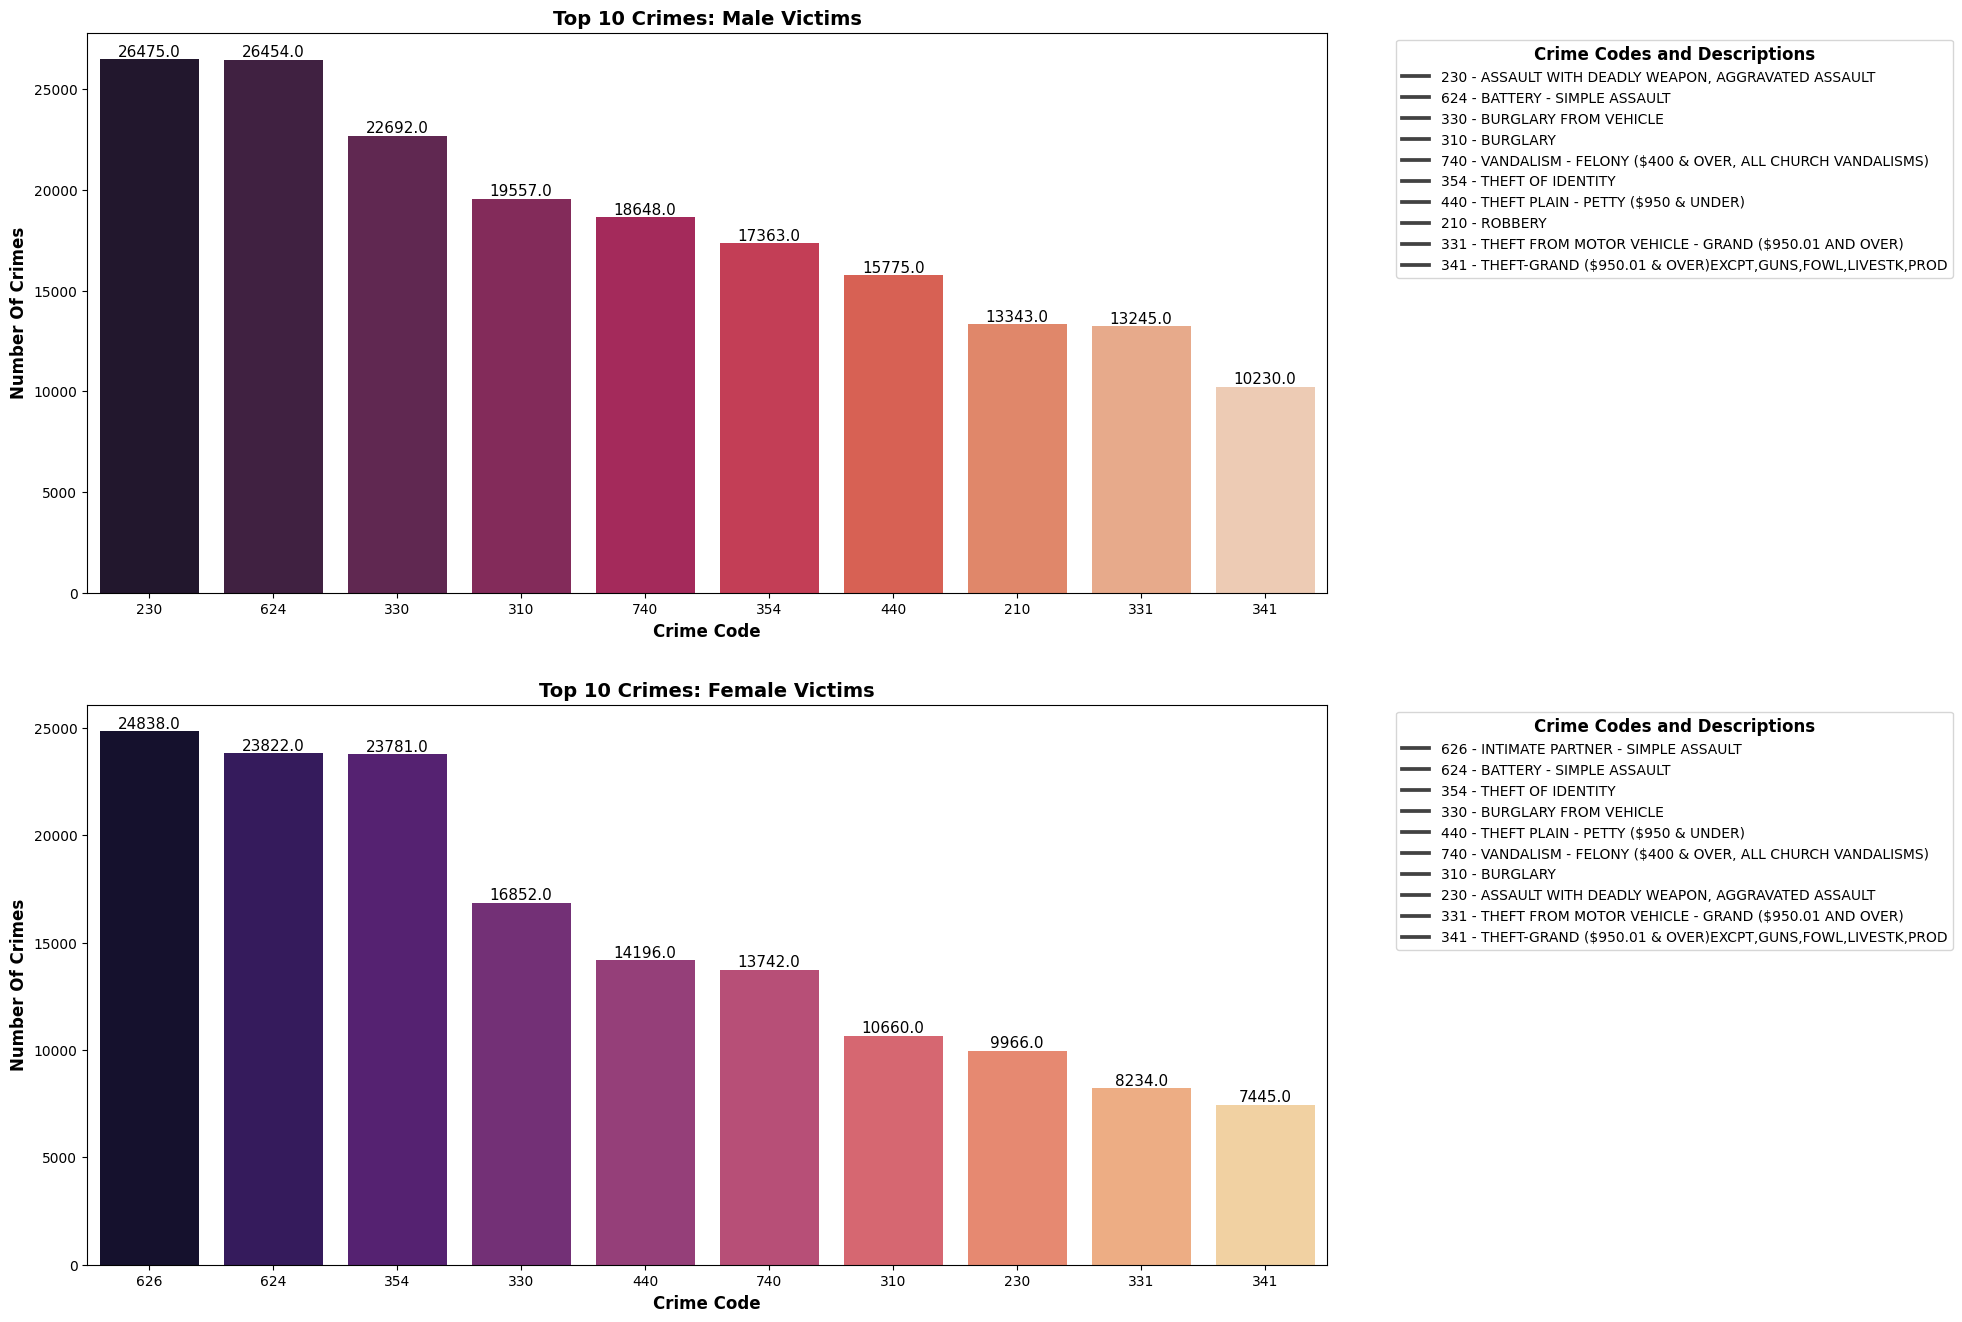 Top 10 Crimes: Male Victims
Number Of Crimes
25000
20000
15000
10000
5000
0
26475.0
26454.0
22692.0
19557.0
18648.0
17363.0
15775.0
13343.0
13245.0
10230.0
230 624 330 310 740 354 440 210 331 341
Crime Code
Crime Codes and Descriptions
230 - ASSAULT WITH DEADLY WEAPON, AGGRAVATED ASSAULT
624 - BATTERY - SIMPLE ASSAULT
330 - BURGLARY FROM VEHICLE
310 - BURGLARY
740 - VANDALISM - FELONY ($400 & OVER, ALL CHURCH VANDALISMS)
354 - THEFT OF IDENTITY
440 - THEFT PLAIN - PETTY ($950 & UNDER)
210 - ROBBERY
331 - THEFT FROM MOTOR VEHICLE - GRAND ($950.01 AND OVER)
341 - THEFT-GRAND ($950.01 & OVER)EXCPT,GUNS,FOWL,LIVESTK,PROD
Top 10 Crimes: Female Victims
Number Of Crimes
25000
20000
15000
10000
5000
0
24838.0
23822.0
23781.0
16852.0
14196.0
13742.0
10660.0
9966.0
8234.0
7445.0
626 624 354 330 440 740 310 230 331 341
Crime Code
Crime Codes and Descriptions
626 - INTIMATE PARTNER - SIMPLE ASSAULT
624 - BATTERY - SIMPLE ASSAULT
354 - THEFT OF IDENTITY
330 - BURGLARY FROM VEHICLE
440 - THEFT PLAIN - PETTY ($950 & UNDER)
740 - VANDALISM - FELONY ($400 & OVER, ALL CHURCH VANDALISMS)
310 - BURGLARY
230 - ASSAULT WITH DEADLY WEAPON, AGGRAVATED ASSAULT
331 - THEFT FROM MOTOR VEHICLE - GRAND ($950.01 AND OVER)
341 - THEFT-GRAND ($950.01 & OVER)EXCPT,GUNS,FOWL,LIVESTK,PROD